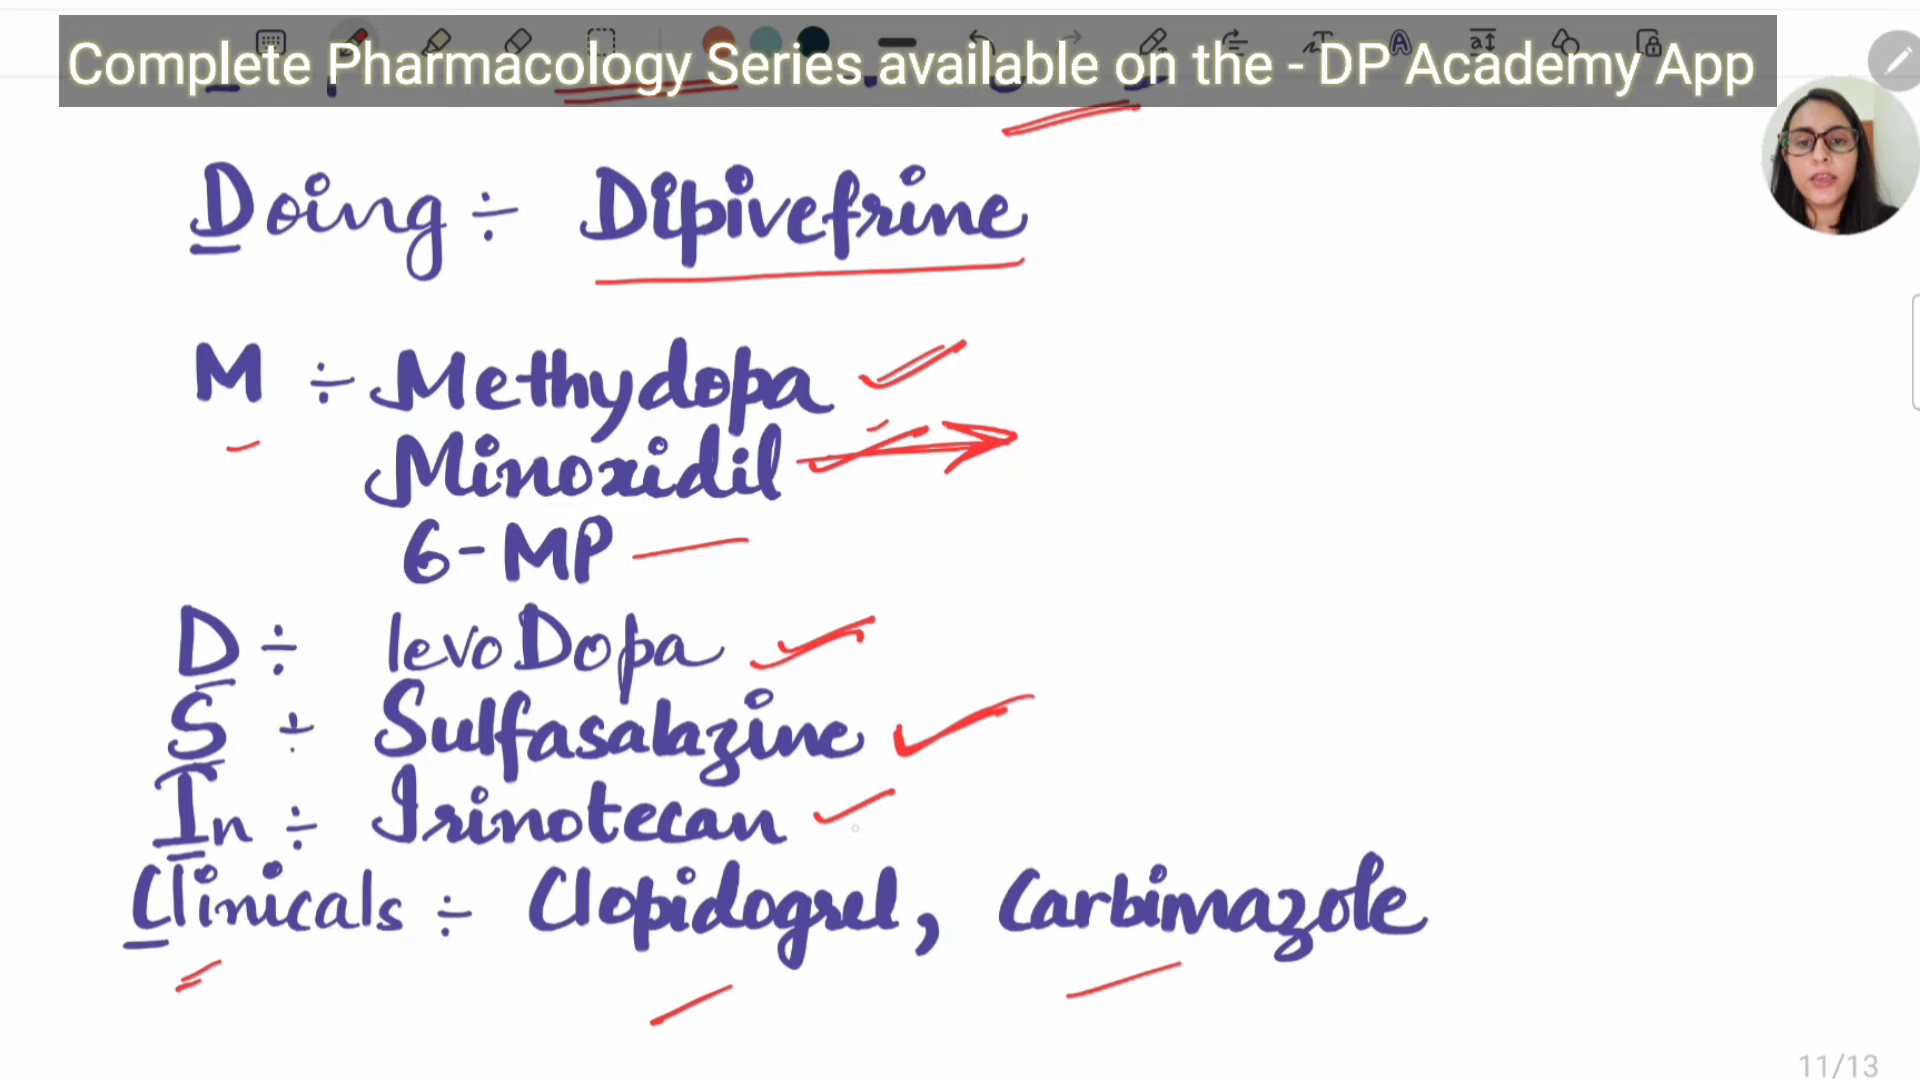 Complete Pharmacology Series available on the - DP Academy App
Doing ÷ Dipivefrine
M ÷ Methydopa
Minoxidil
6-MP
D ÷ levoDopa
S ÷ Sulfasalazine
In ÷ Irinotecan
Clinicals ÷ Clopidogrel, Carbimazole
11/13